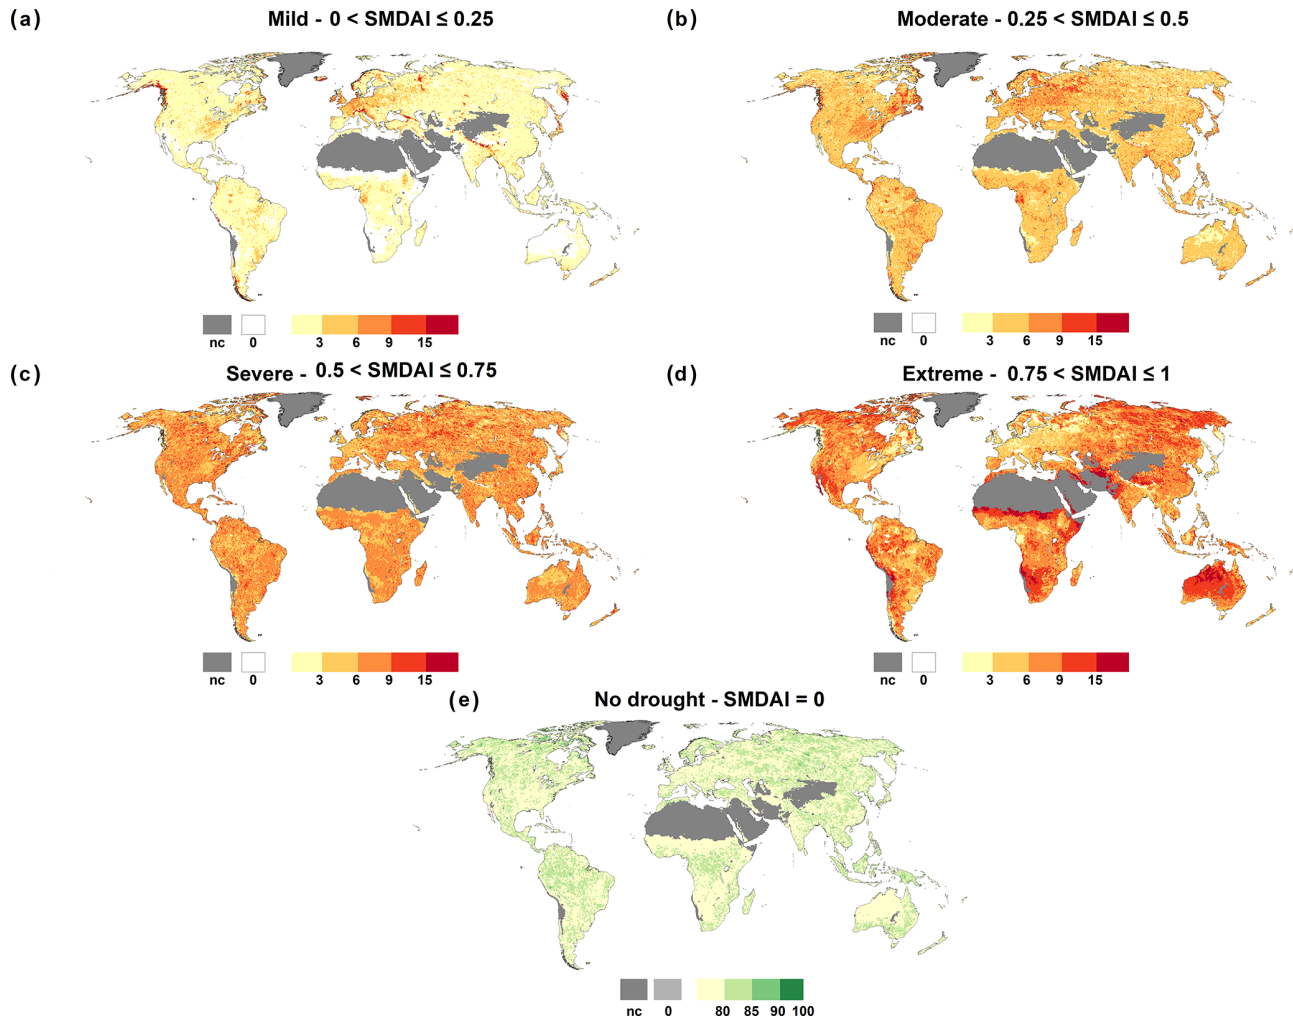 (a) Mild - 0 < SMDAI ≤ 0.25
nc 0 3 6 9 15
(b) Moderate - 0.25 < SMDAI ≤ 0.5
nc 0 3 6 9 15
(c) Severe - 0.5 < SMDAI ≤ 0.75
nc 0 3 6 9 15
(d) Extreme - 0.75 < SMDAI ≤ 1
nc 0 3 6 9 15
(e) No drought - SMDAI = 0
nc 0 80 85 90 100